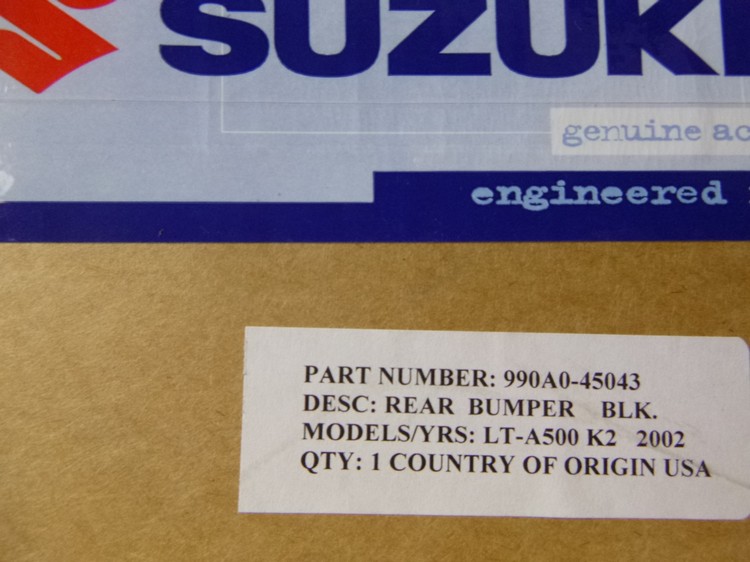 SUZUKI
genuine ac
engineered
PART NUMBER: 990A0-45043
DESC: REAR BUMPER BLK.
MODELS/YRS: LT-A500 K2 2002
QTY: 1 COUNTRY OF ORIGIN USA